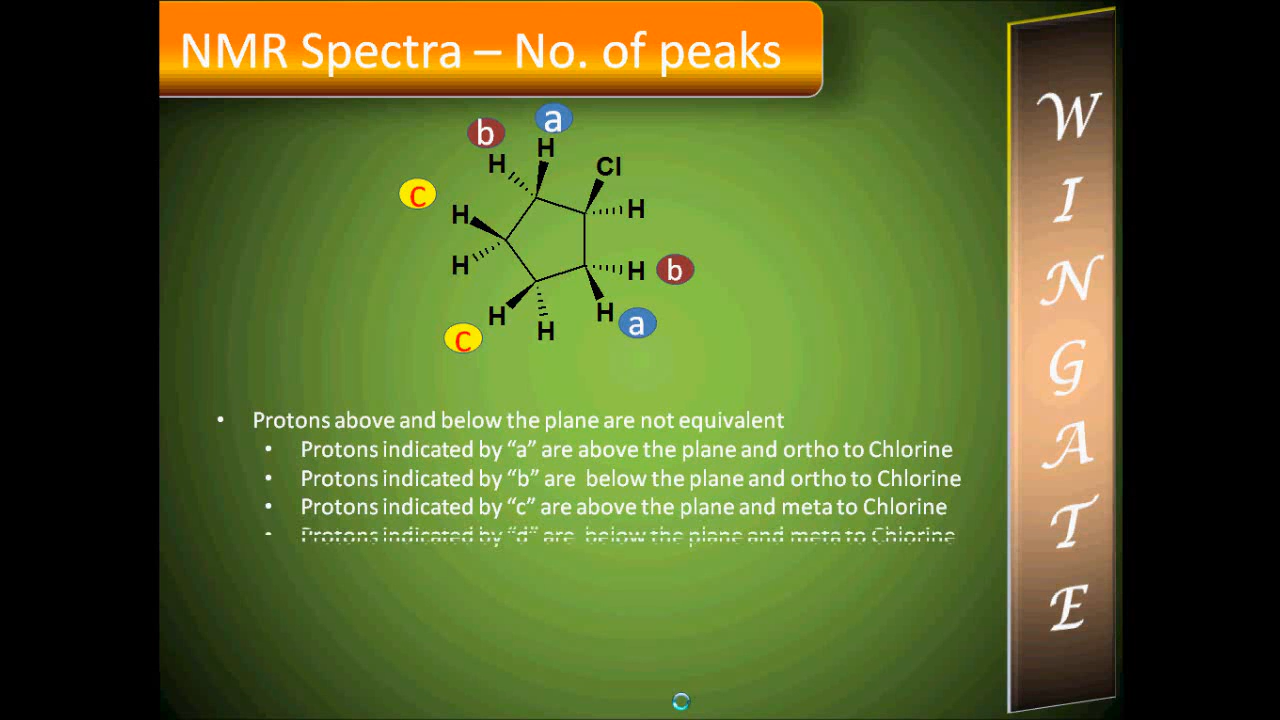 NMR Spectra – No. of peaks
b a
H H Cl
c
H H
H H b
H H a
c H
• Protons above and below the plane are not equivalent
• Protons indicated by “a” are above the plane and ortho to Chlorine
• Protons indicated by “b” are below the plane and ortho to Chlorine
• Protons indicated by “c” are above the plane and meta to Chlorine
• Protons indicated by “d” are below the plane and meta to Chlorine
W
I
N
G
A
T
E